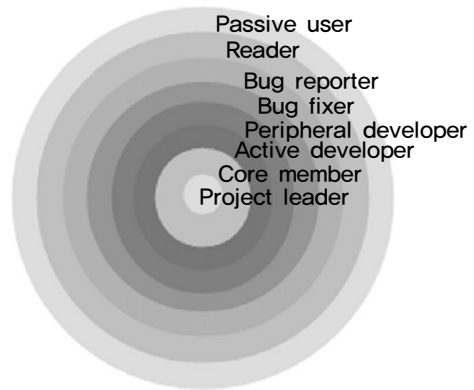 Passive user
Reader
Bug reporter
Bug fixer
Peripheral developer
Active developer
Core member
Project leader